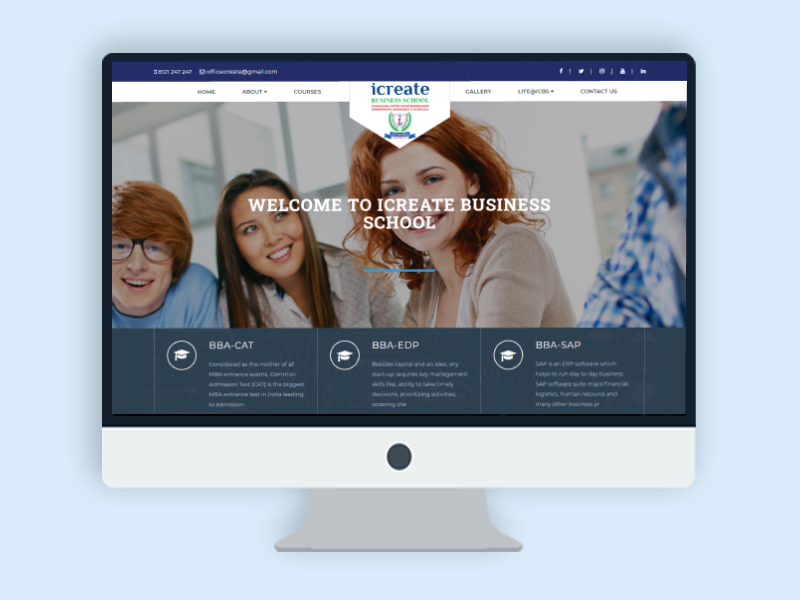 8121 247 247 officeicreate@gmail.com
HOME ABOUT COURSES GALLERY LIFE@ICBS CONTACT US
icreate
BUSINESS SCHOOL
WELCOME TO ICREATE BUSINESS
SCHOOL
BBA-CAT
Considered as the mother of all
MBA entrance exams, Common
Admission Test (CAT) is the biggest
MBA entrance test in India leading
to admission
BBA-EDP
Besides capital and an idea, any
start-up requires key management
skills like, ability to take timely
decisions, prioritizing activities,
ordering the
BBA-SAP
SAP is an ERP software which
helps to run day to day business.
SAP software suite maps Financial,
logistics, human resource and
many other business pr